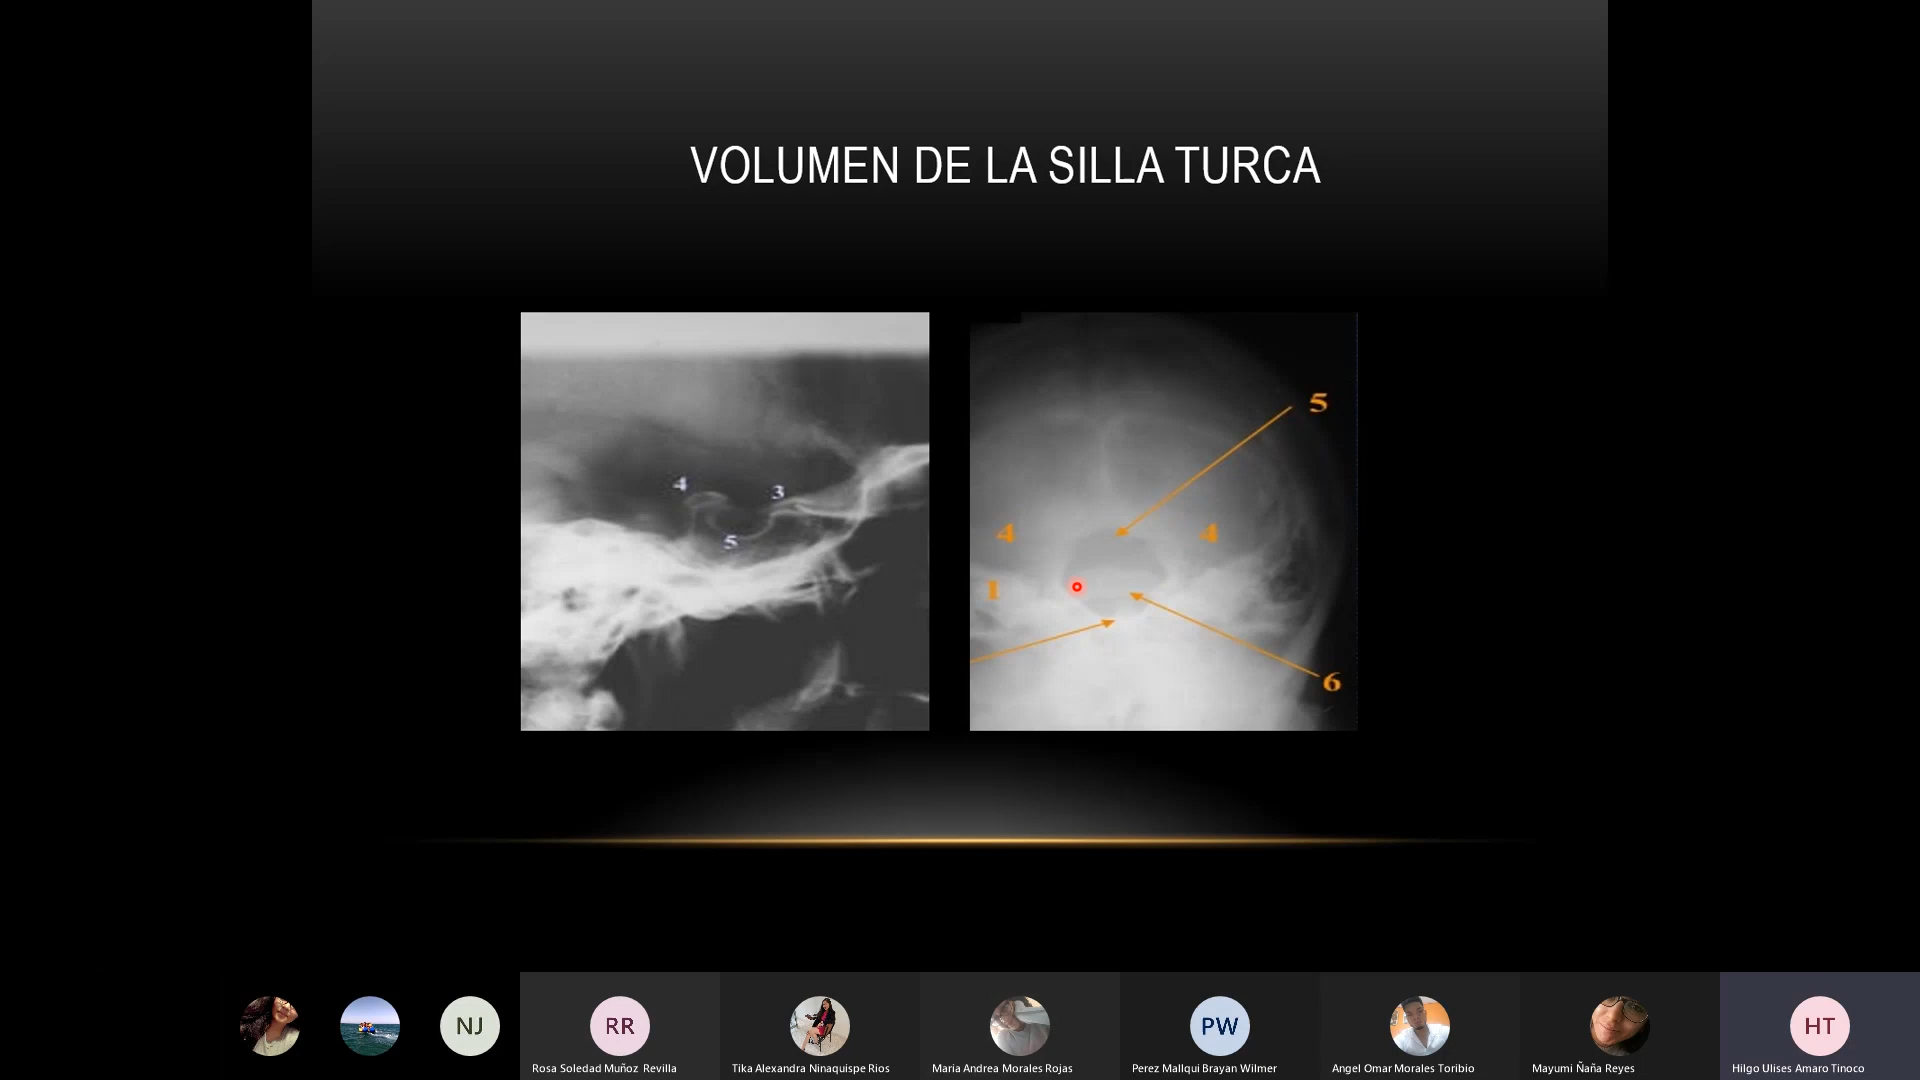 VOLUMEN DE LA SILLA TURCA
4
3
5
5
4
4
1
6
NJ
RR
PW
HT
Rosa Soledad Muñoz Revilla
Tika Alexandra Ninaquispe Rios
Maria Andrea Morales Rojas
Perez Mallqui Brayan Wilmer
Angel Omar Morales Toribio
Mayumi Ñaña Reyes
Hilgo Ulises Amaro Tinoco